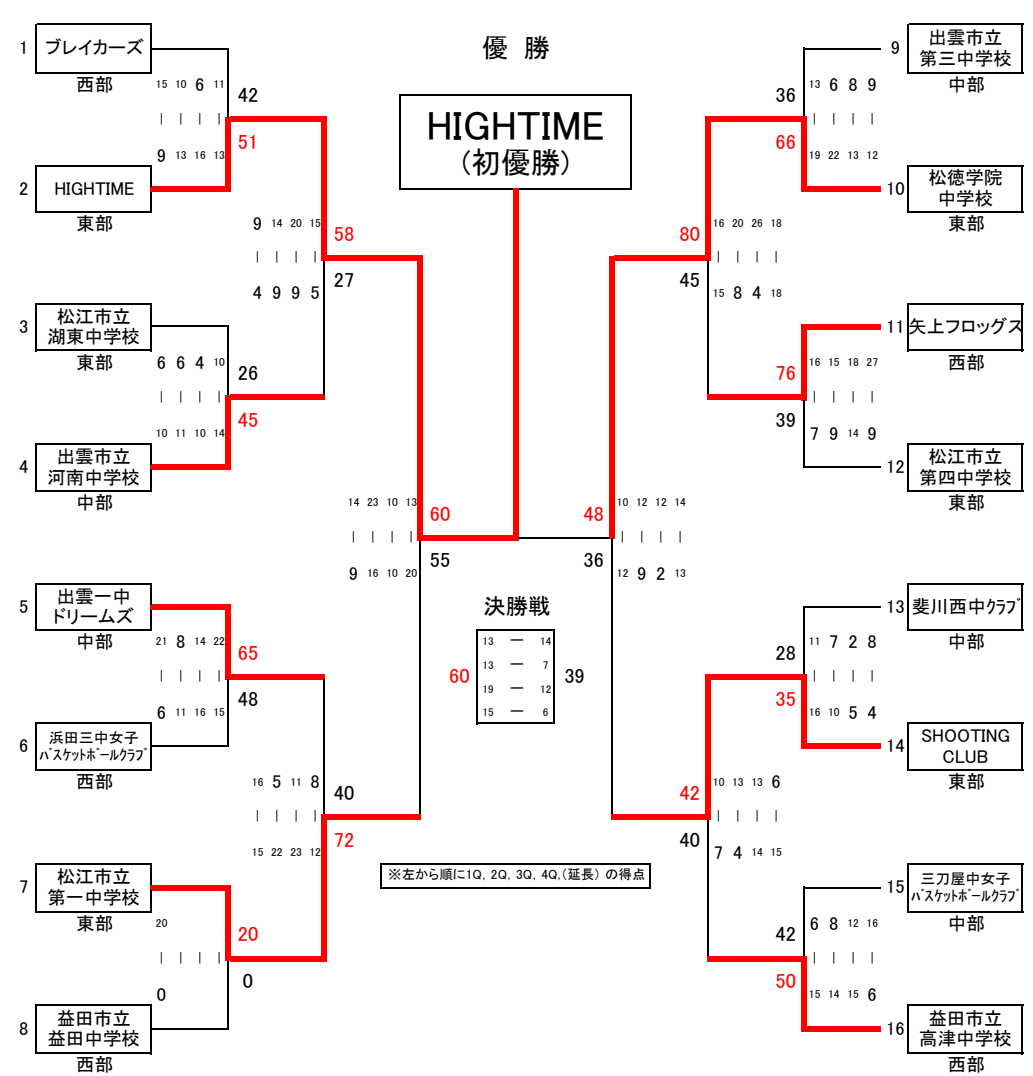 優 勝
HIGHTIME
(初優勝)
1
ブレイカーズ
西部
15 10 6 11
| | | |
9 13 16 13
42
51
2
HIGHTIME
東部
9 14 20 15
| | | |
4 9 9 5
58
27
3
松江市立
湖東中学校
東部
6 6 4 10
| | | |
10 11 10 14
26
45
4
出雲市立
河南中学校
中部
14 23 10 13
| | | |
9 16 10 20
60
55
5
出雲一中
ドリームズ
中部
21 8 14 22
| | | |
6 11 16 15
65
48
6
浜田三中女子
バスケットボールクラブ
西部
16 5 11 8
| | | |
15 22 23 12
40
72
7
松江市立
第一中学校
東部
20
| | | |
0
20
0
8
益田市立
益田中学校
西部
決勝戦
60
13 ー 14
13 ー 7
19 ー 12
15 ー 6
39
※左から順に1Q, 2Q, 3Q, 4Q,(延長) の得点
9
出雲市立
第三中学校
中部
36
66
13 6 8 9
| | | |
19 22 13 12
10
松徳学院
中学校
東部
80
45
16 20 26 18
| | | |
15 8 4 18
11
矢上フロッグス
西部
76
39
16 15 18 27
| | | |
7 9 14 9
12
松江市立
第四中学校
東部
48
36
10 12 12 14
| | | |
12 9 2 13
13
斐川西中クラブ
中部
28
35
11 7 2 8
| | | |
16 10 5 4
14
SHOOTING
CLUB
東部
42
40
10 13 13 6
| | | |
7 4 14 15
15
三刀屋中女子
バスケットボールクラブ
中部
42
50
6 8 12 16
| | | |
15 14 15 6
16
益田市立
高津中学校
西部